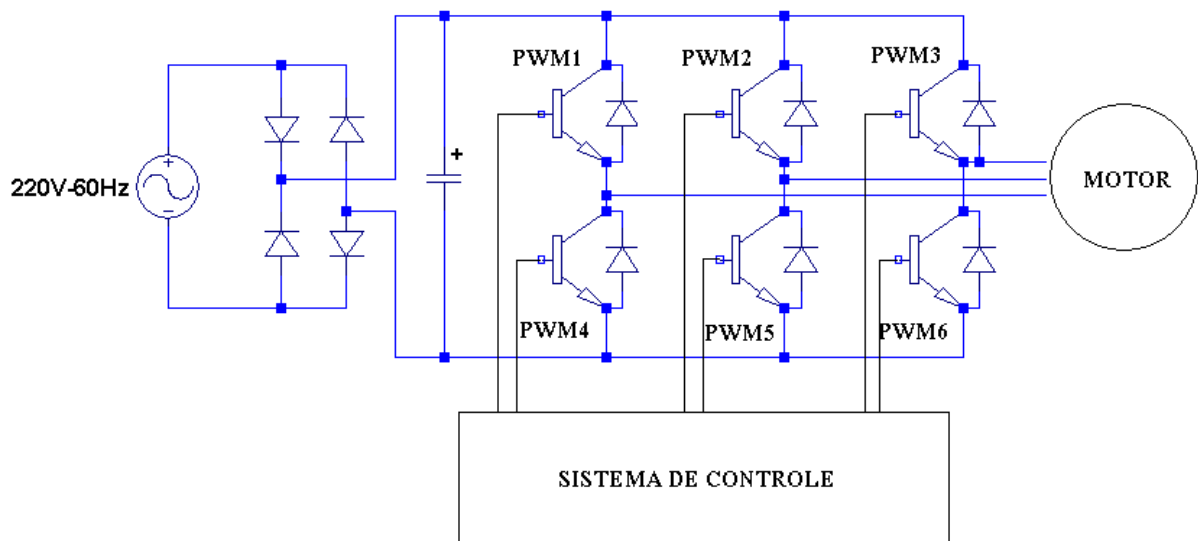 PWM1
PWM2
PWM3
+
+
220V-60Hz
−
MOTOR
PWM4
PWM5
PWM6
SISTEMA DE CONTROLE